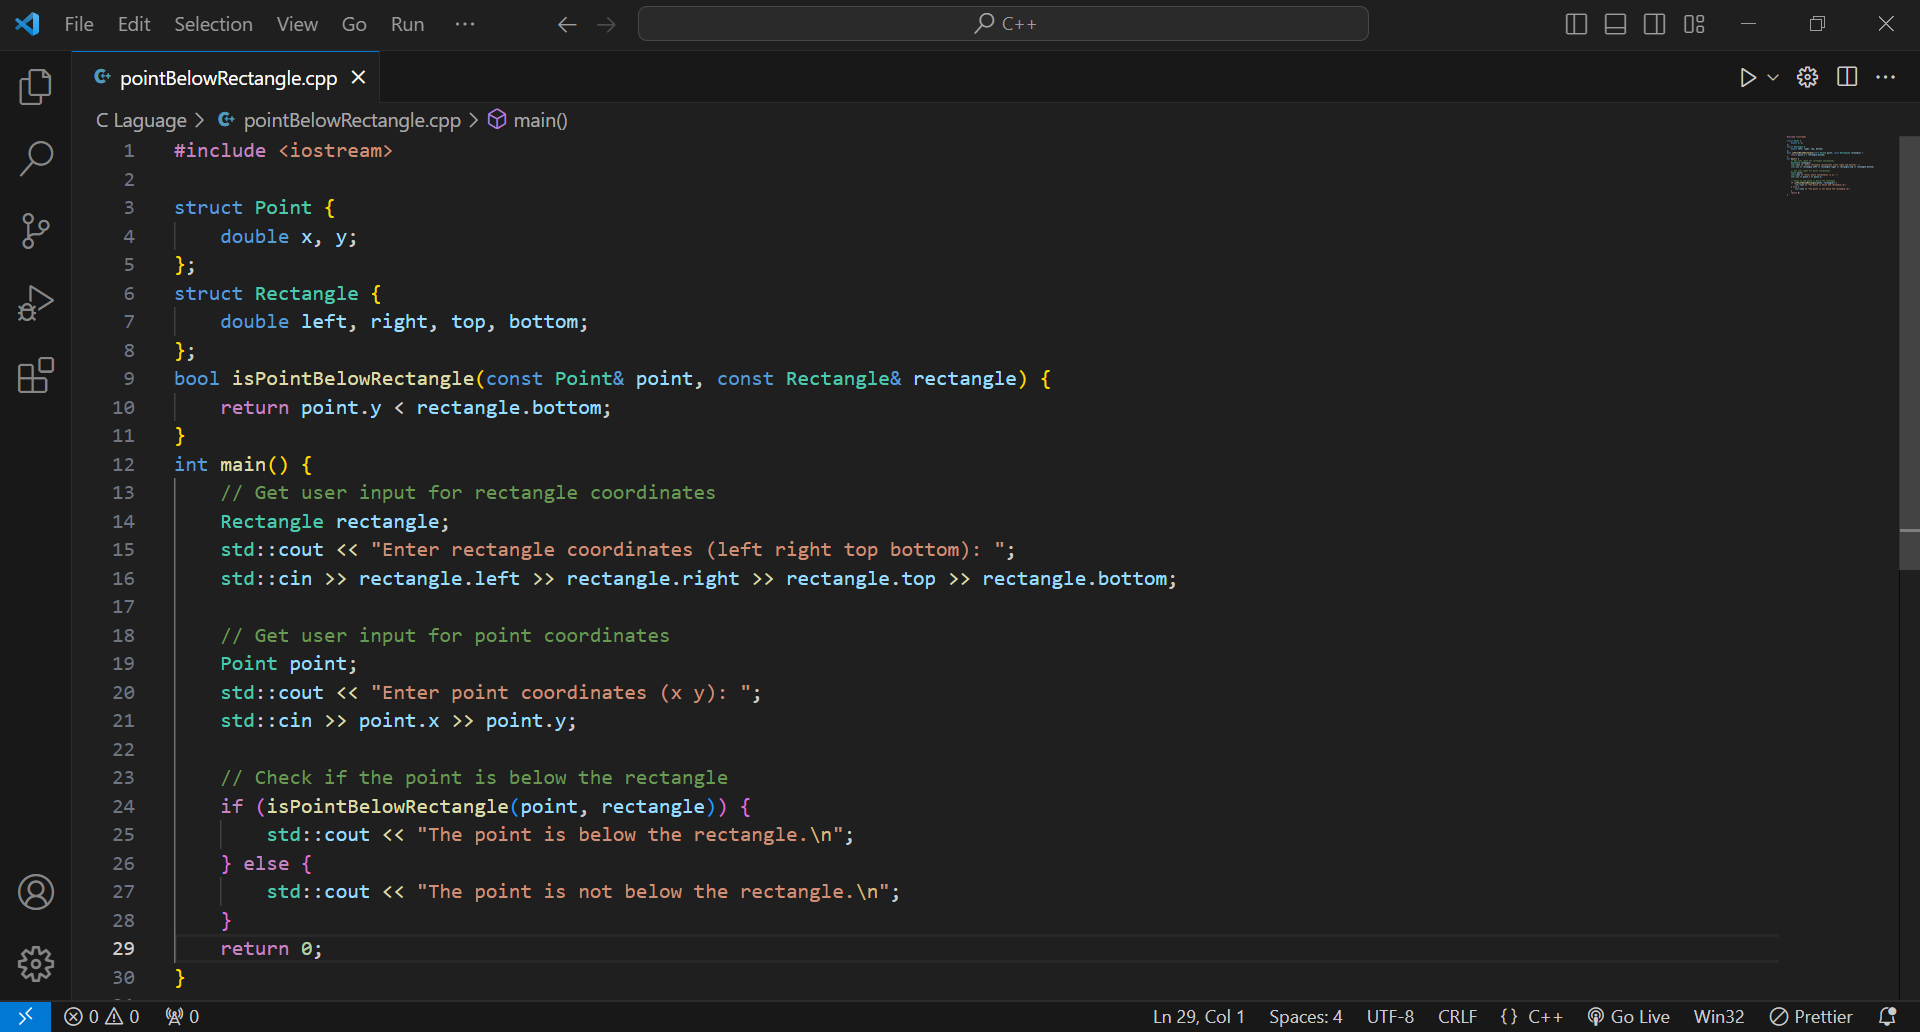 File Edit Selection View Go Run ··· C++
pointBelowRectangle.cpp
C Laguage > pointBelowRectangle.cpp > main()
1 #include <iostream>
2
3 struct Point {
4     double x, y;
5 };
6 struct Rectangle {
7     double left, right, top, bottom;
8 };
9 bool isPointBelowRectangle(const Point& point, const Rectangle& rectangle) {
10     return point.y < rectangle.bottom;
11 }
12 int main() {
13     // Get user input for rectangle coordinates
14     Rectangle rectangle;
15     std::cout << "Enter rectangle coordinates (left right top bottom): ";
16     std::cin >> rectangle.left >> rectangle.right >> rectangle.top >> rectangle.bottom;
17
18     // Get user input for point coordinates
19     Point point;
20     std::cout << "Enter point coordinates (x y): ";
21     std::cin >> point.x >> point.y;
22
23     // Check if the point is below the rectangle
24     if (isPointBelowRectangle(point, rectangle)) {
25         std::cout << "The point is below the rectangle.\n";
26     } else {
27         std::cout << "The point is not below the rectangle.\n";
28     }
29     return 0;
30 }
0 0 0 Ln 29, Col 1 Spaces: 4 UTF-8 CRLF {} C++ Go Live Win32 Prettier